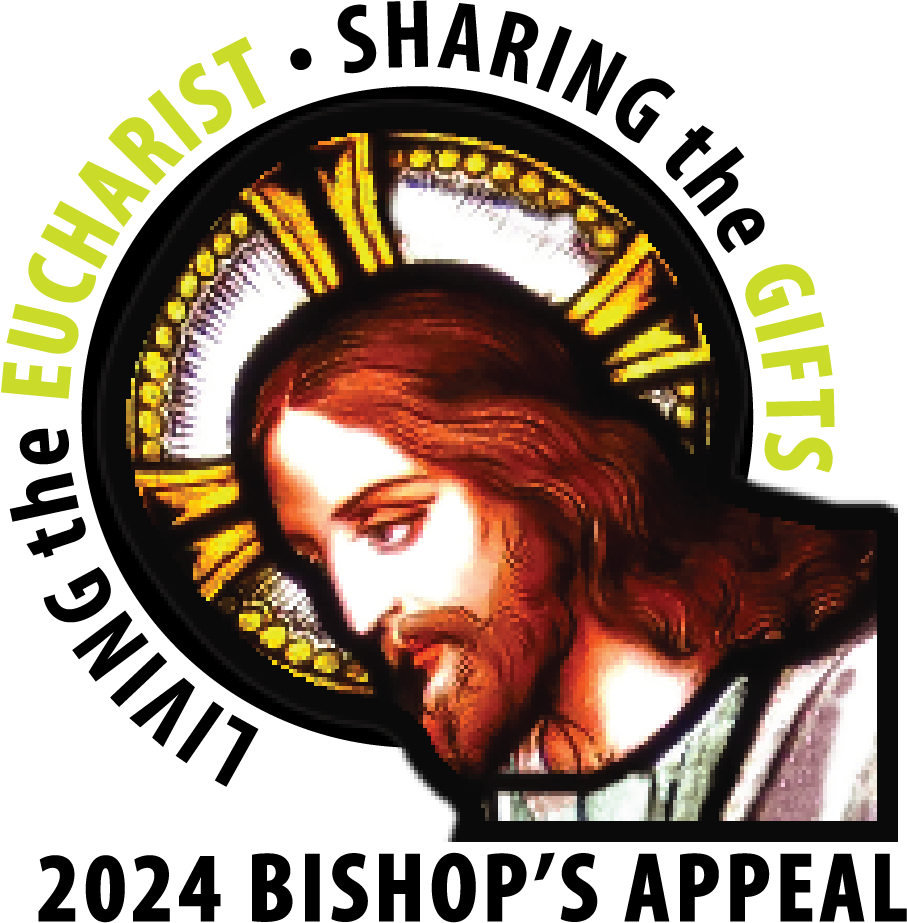 LIVING the EUCHARIST • SHARING the GIFTS
2024 BISHOP'S APPEAL